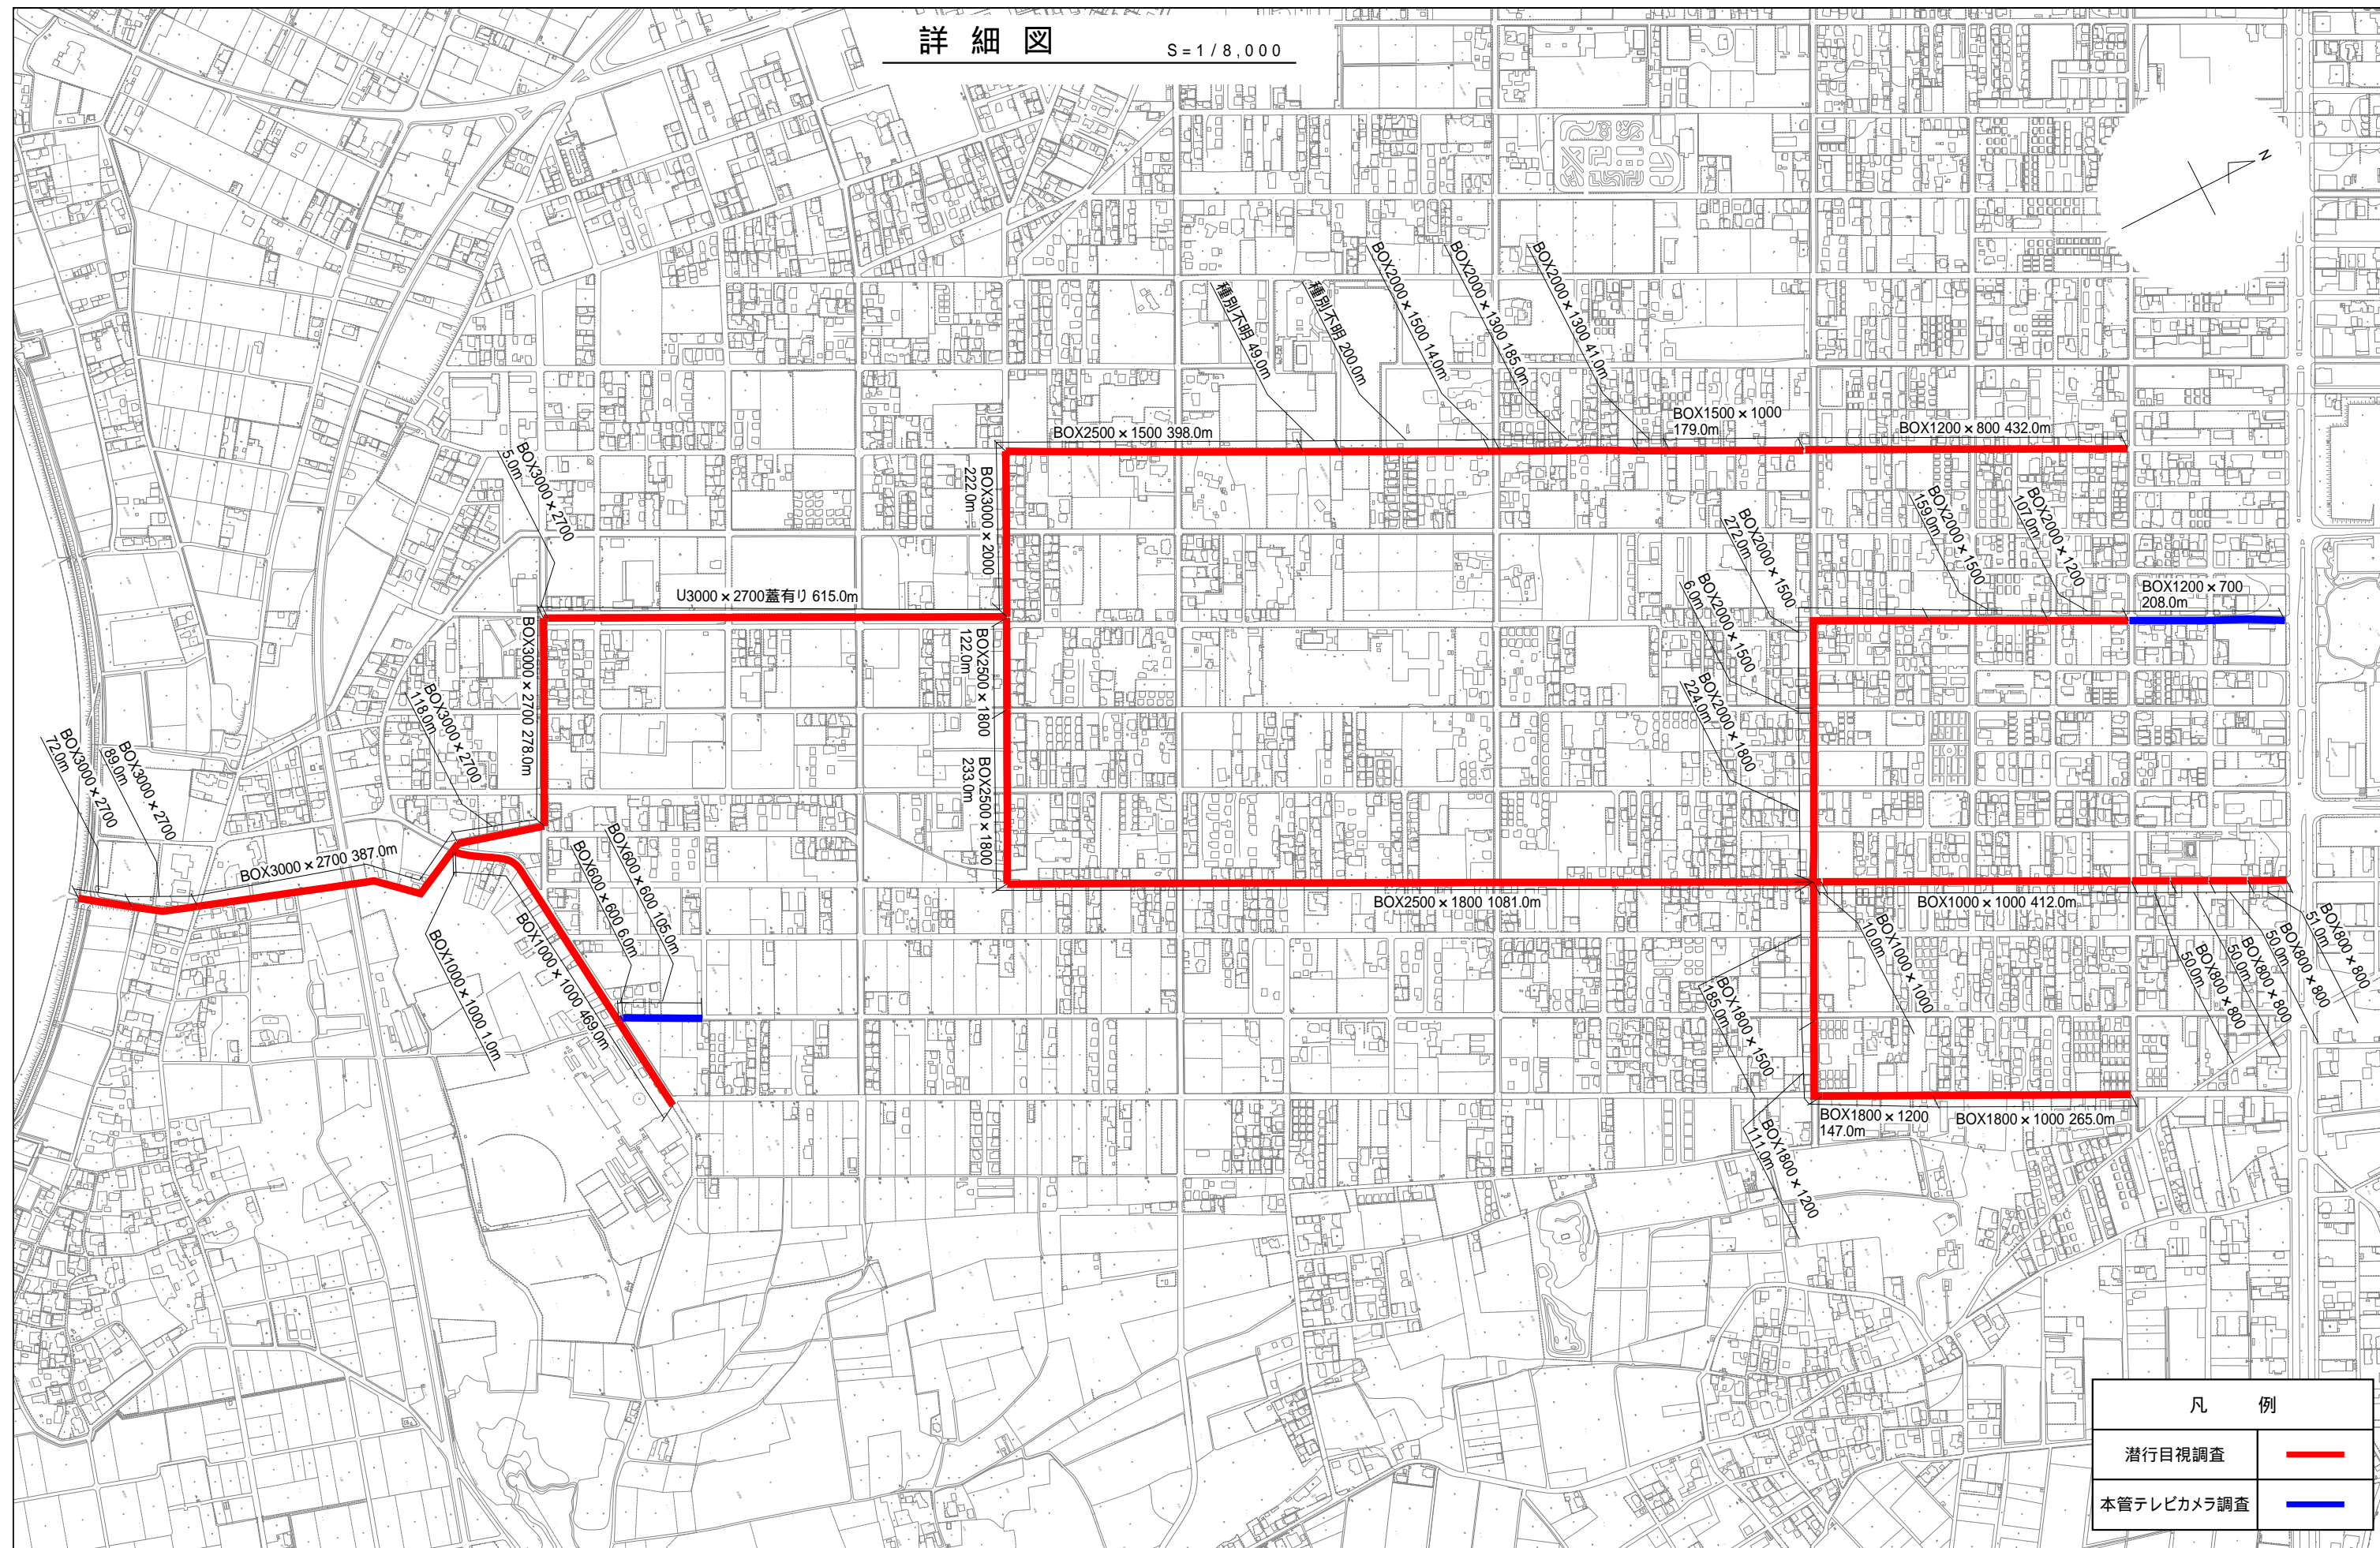 詳細図
S=1/8,000
N
種別不明 49.0m
種別不明 200.0m
BOX2000×1500 14.0m
BOX2000×1300 185.0m
BOX2000×1300 41.0m
BOX2500×1500 398.0m
BOX1500×1000
179.0m
BOX1200×800 432.0m
BOX3000×2700
5.0m
BOX3000×2000
222.0m
U3000×2700蓋有り 615.0m
BOX2000×1500
272.0m
BOX2000×1500
159.0m
BOX2000×1200
107.0m
BOX1200×700
208.0m
BOX2000×1500
6.0m
BOX2000×1800
224.0m
BOX3000×2700 278.0m
BOX2500×1800
122.0m
BOX2500×1800
233.0m
BOX3000×2700
118.0m
BOX3000×2700
72.0m
BOX3000×2700
89.0m
BOX3000×2700 387.0m
BOX600×600 6.0m
BOX600×600 105.0m
BOX1000×1000 469.0m
BOX1000×1000 1.0m
BOX2500×1800 1081.0m
BOX1000×1000 412.0m
BOX1000×1000
10.0m
BOX800×800
50.0m
BOX800×800
50.0m
BOX800×800
50.0m
BOX800×800
51.0m
BOX1800×1500
185.0m
BOX1800×1200
111.0m
BOX1800×1200
147.0m
BOX1800×1000 265.0m
凡例
潜行目視調査
本管テレビカメラ調査